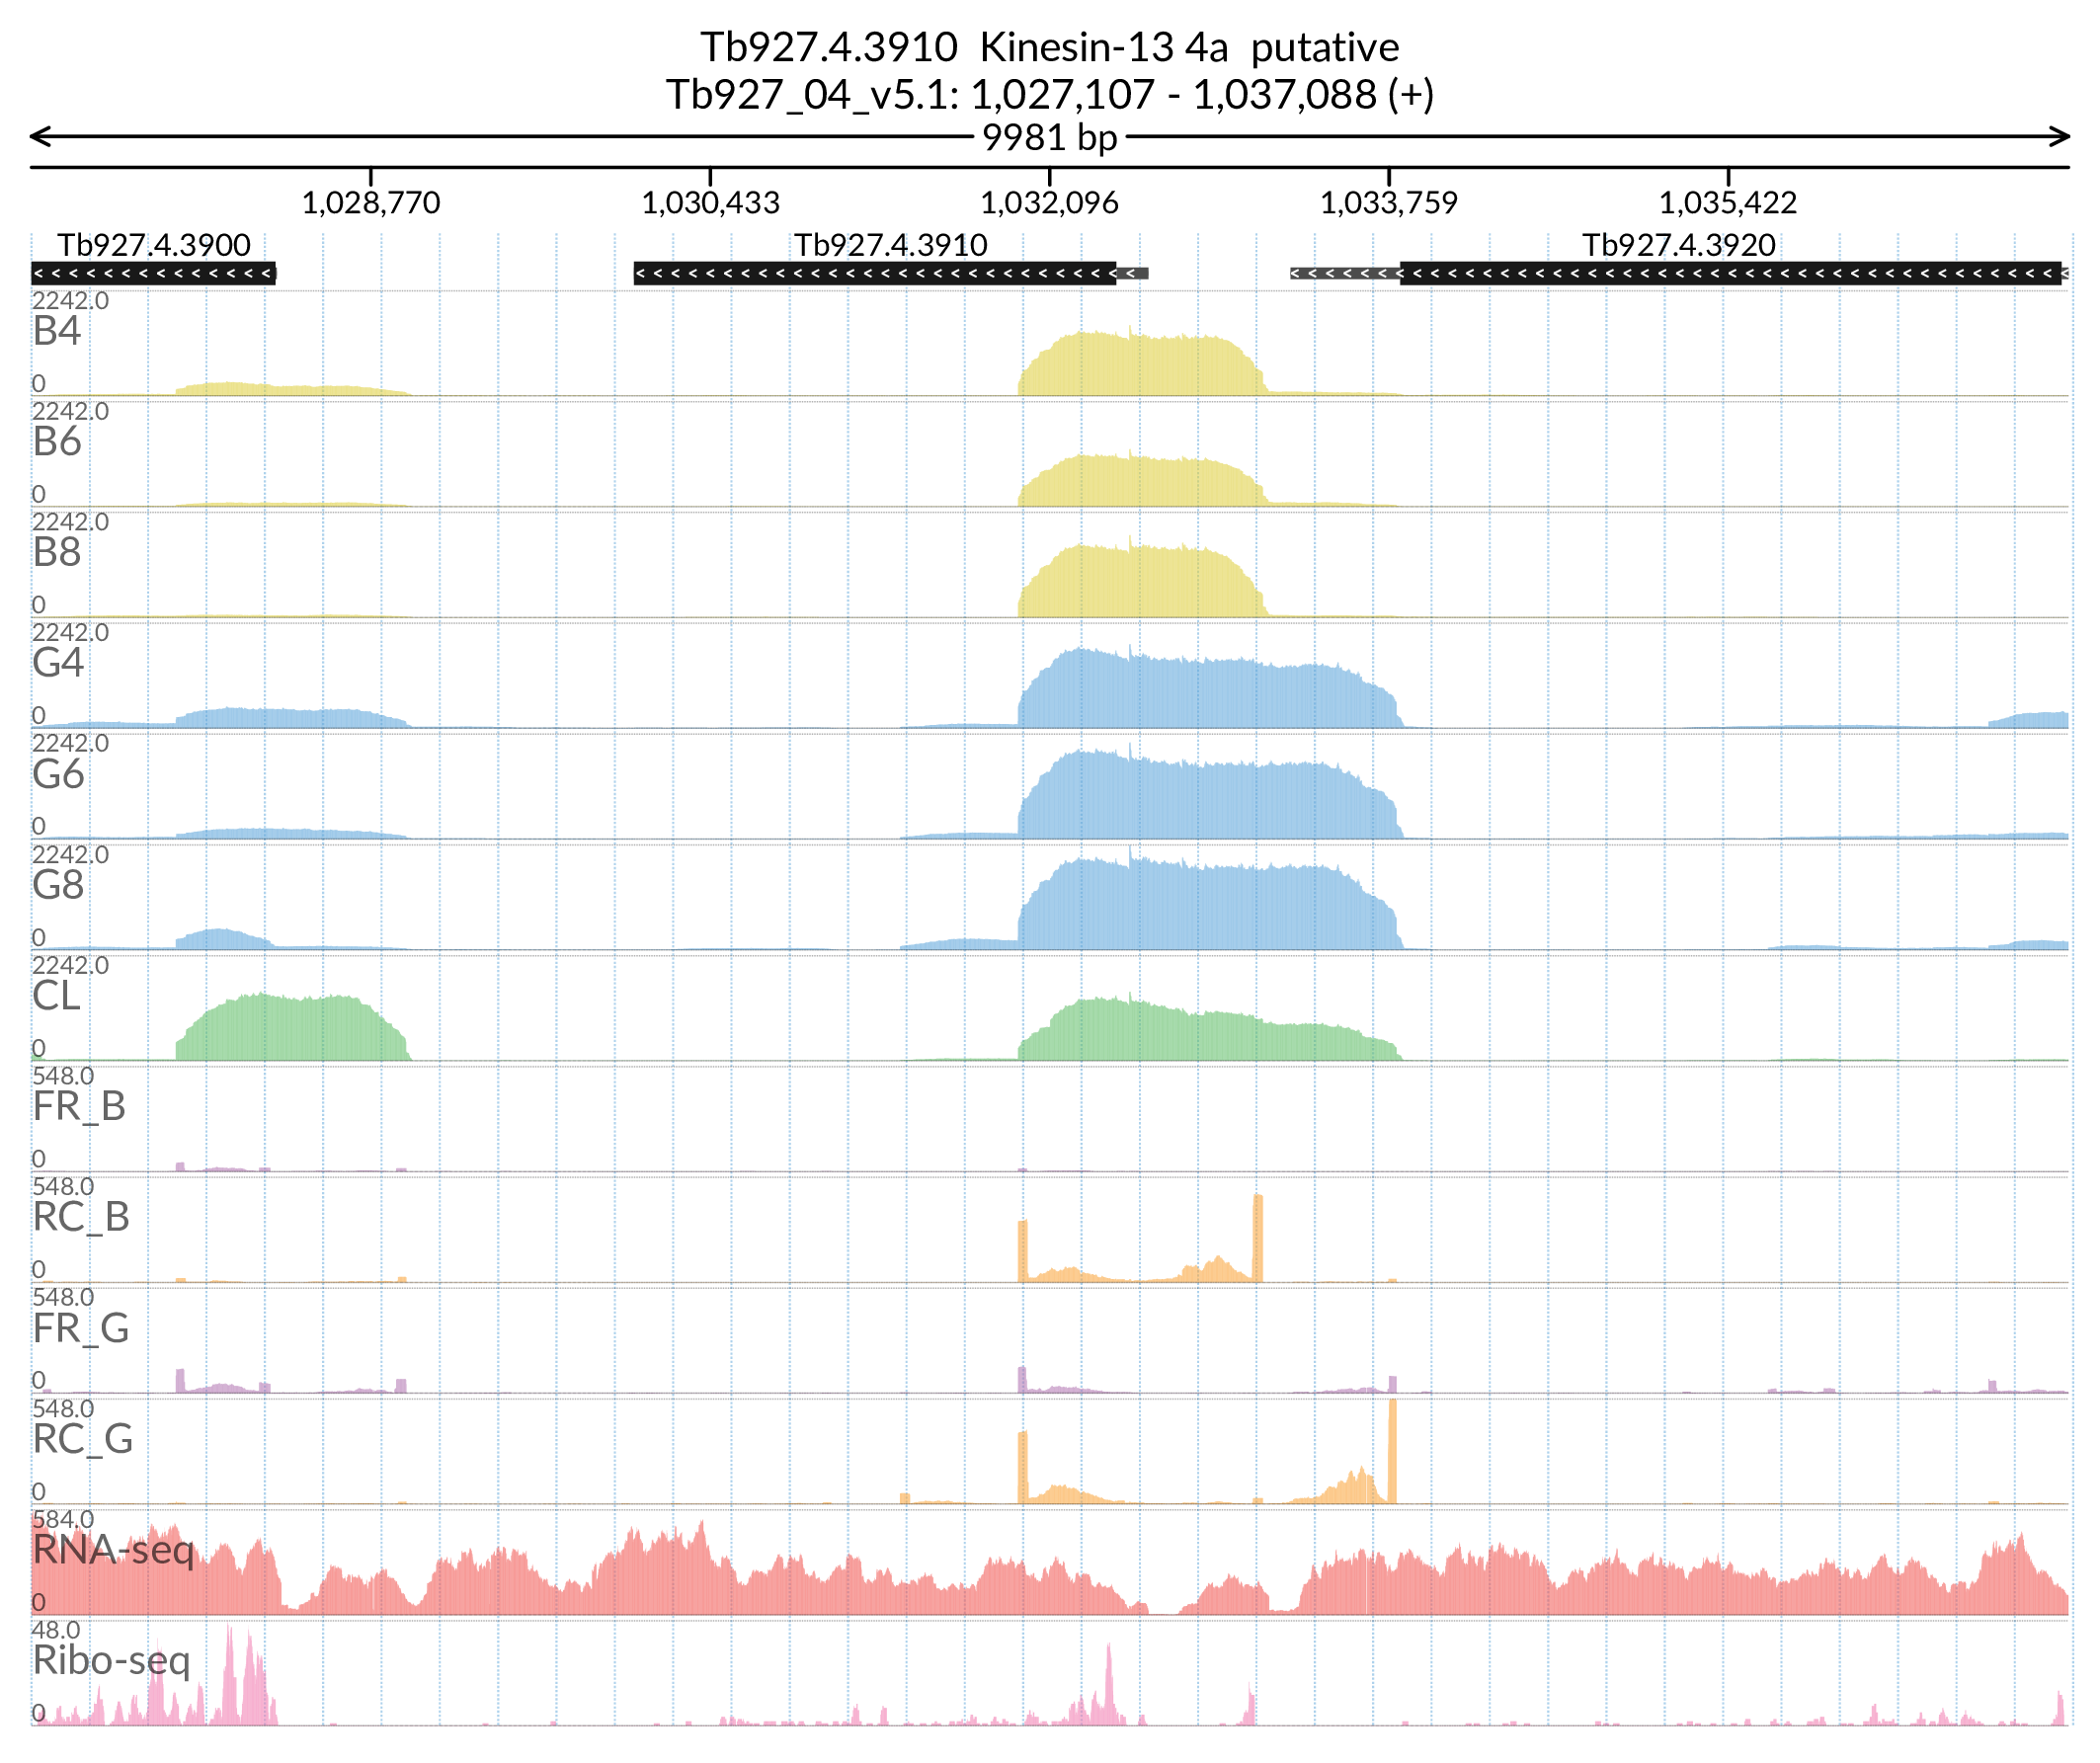 Tb927.4.3910  Kinesin-13 4a  putative
Tb927_04_v5.1: 1,027,107 - 1,037,088 (+)
9981 bp
1,028,770 1,030,433 1,032,096 1,033,759 1,035,422
Tb927.4.3900 Tb927.4.3910 Tb927.4.3920
2242.0
B4
0
2242.0
B6
0
2242.0
B8
0
2242.0
G4
0
2242.0
G6
0
2242.0
G8
0
2242.0
CL
0
548.0
FR_B
0
548.0
RC_B
0
548.0
FR_G
0
548.0
RC_G
0
584.0
RNA-seq
0
48.0
Ribo-seq
0